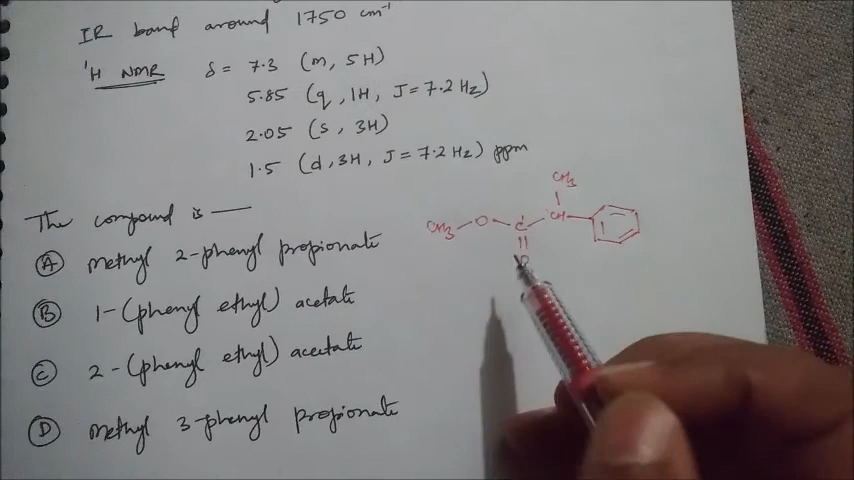 IR band around 1750 cm⁻¹
¹H NMR δ = 7.3 (m, 5H)
5.85 (q, 1H, J = 7.2 Hz)
2.05 (s, 3H)
1.5 (d, 3H, J = 7.2 Hz) ppm
The compound is ——
CH₃
CH₃ - O - C - CH
O
(A) methyl 2-phenyl propionate
(B) 1-(phenyl ethyl) acetate
(C) 2-(phenyl ethyl) acetate
(D) methyl 3-phenyl propionate